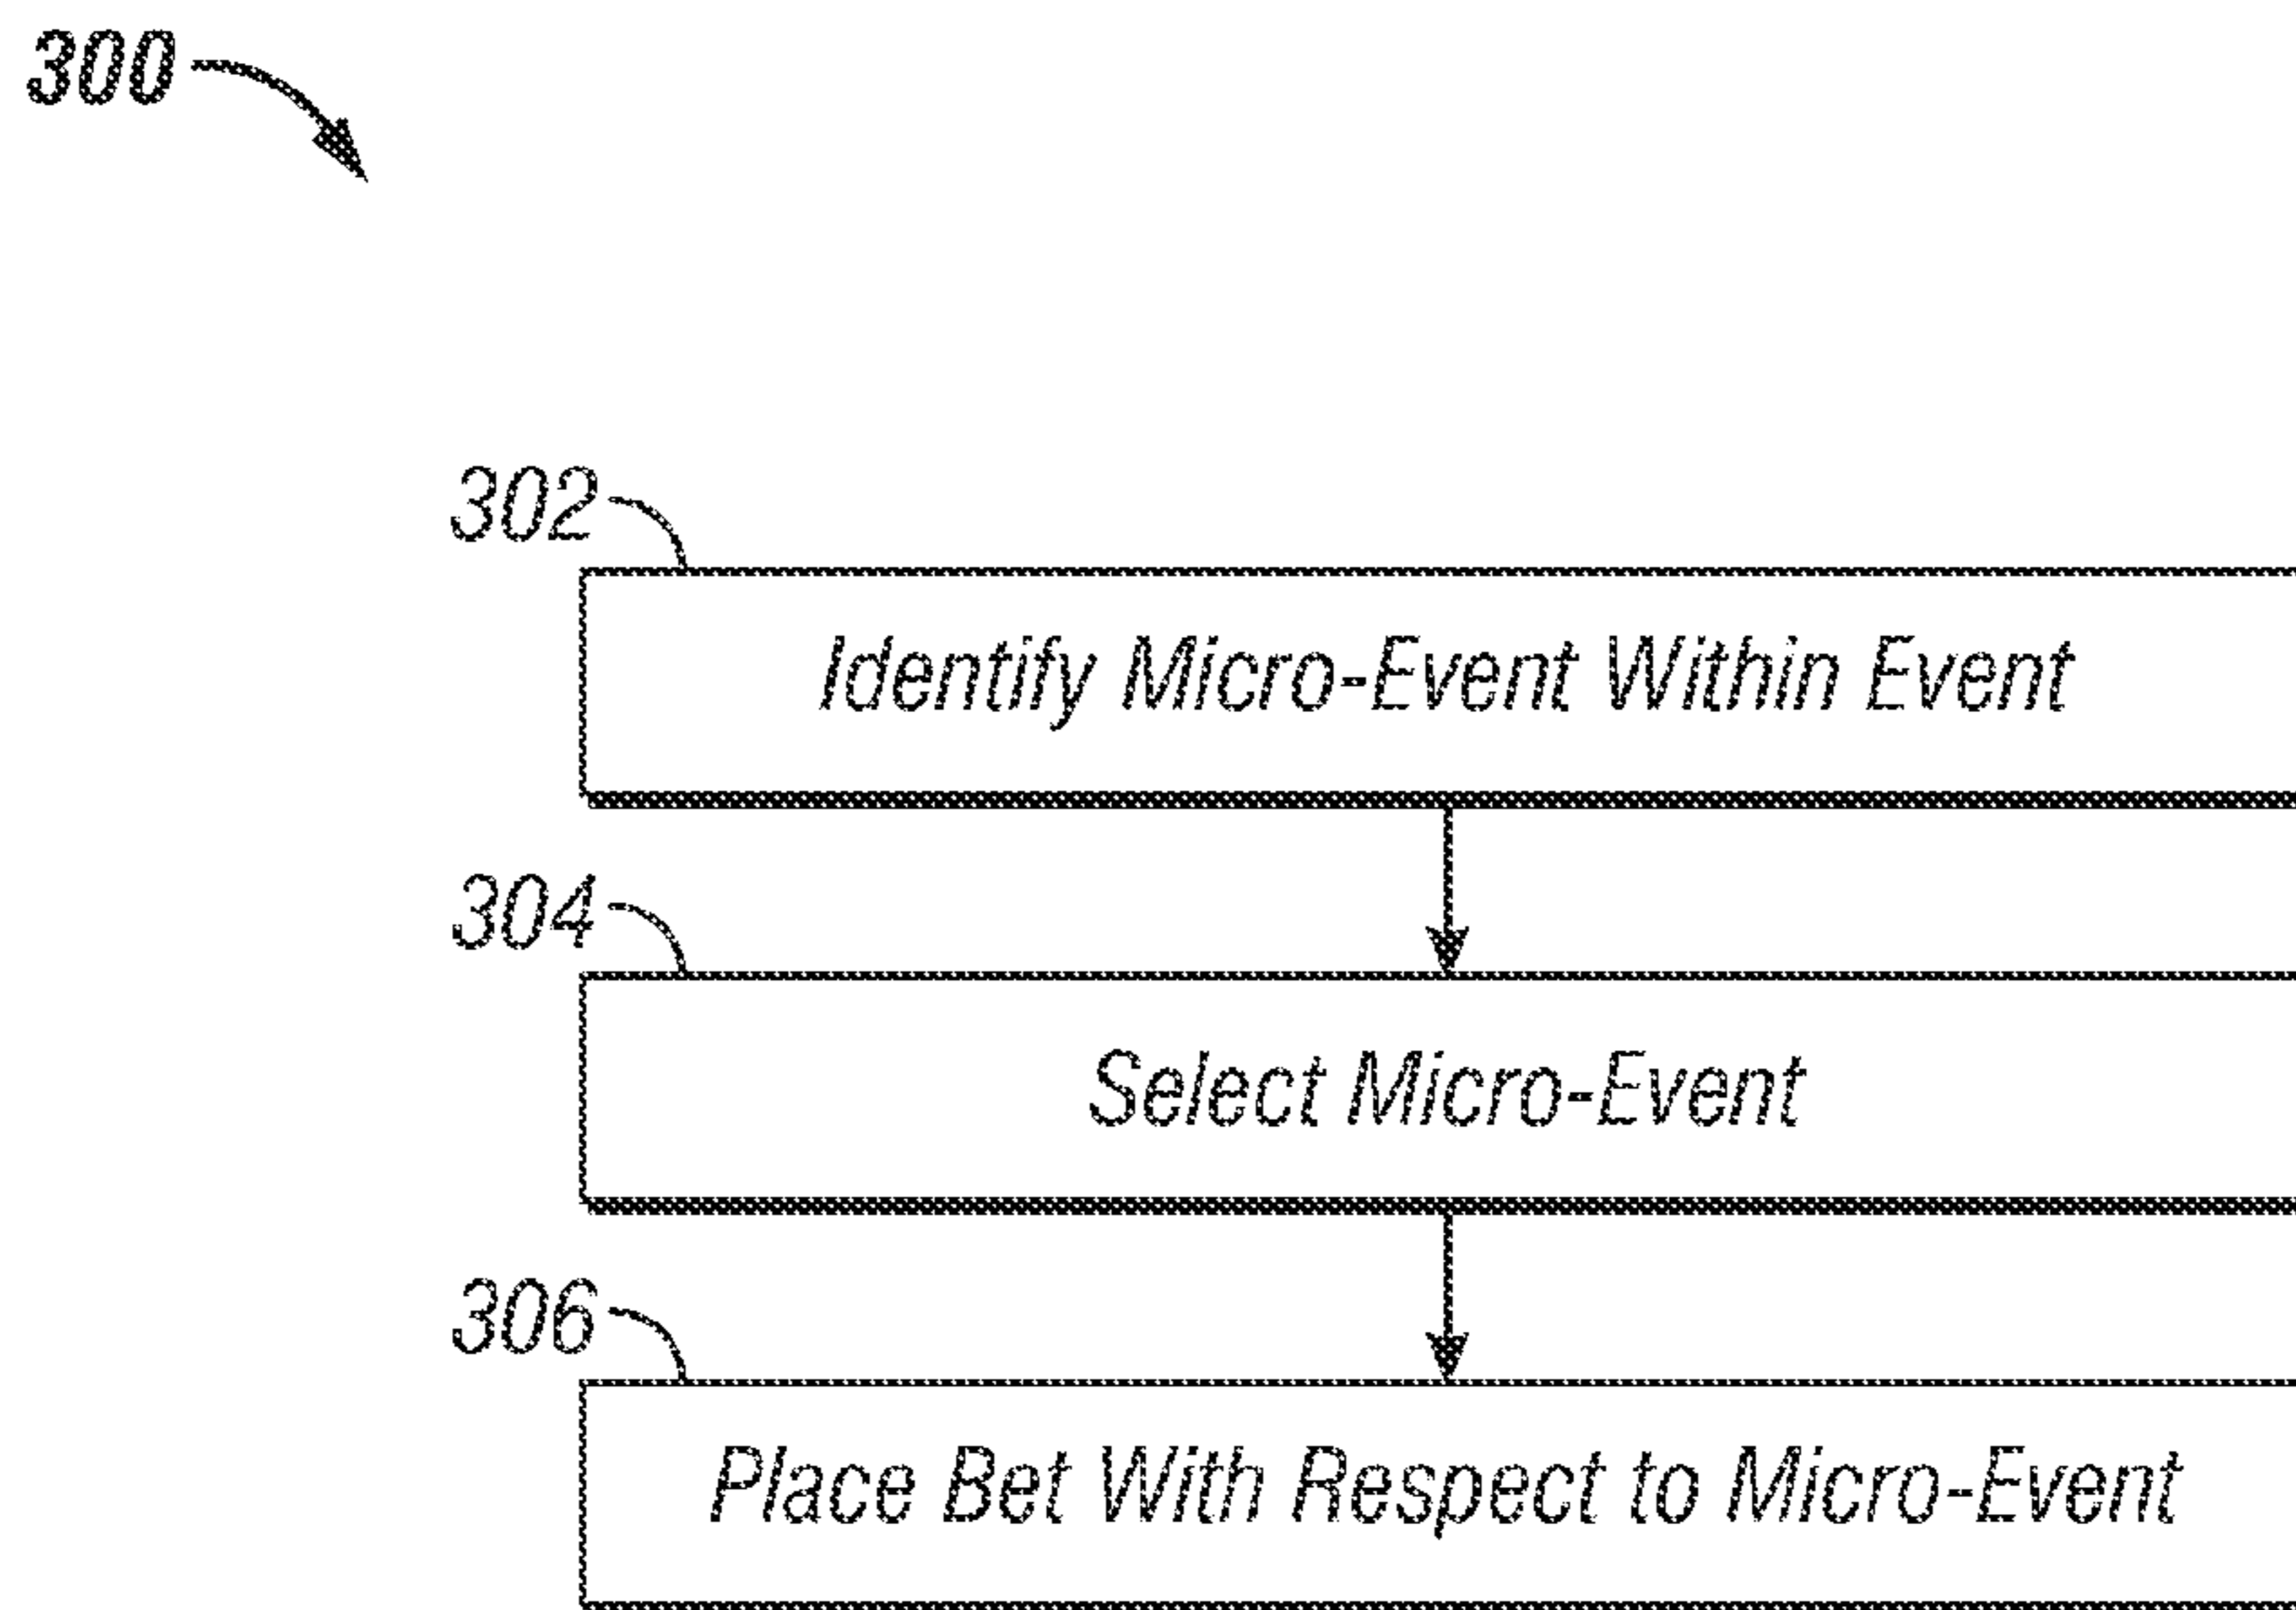 300
302
Identify Micro-Event Within Event
304
Select Micro-Event
306
Place Bet With Respect to Micro-Event